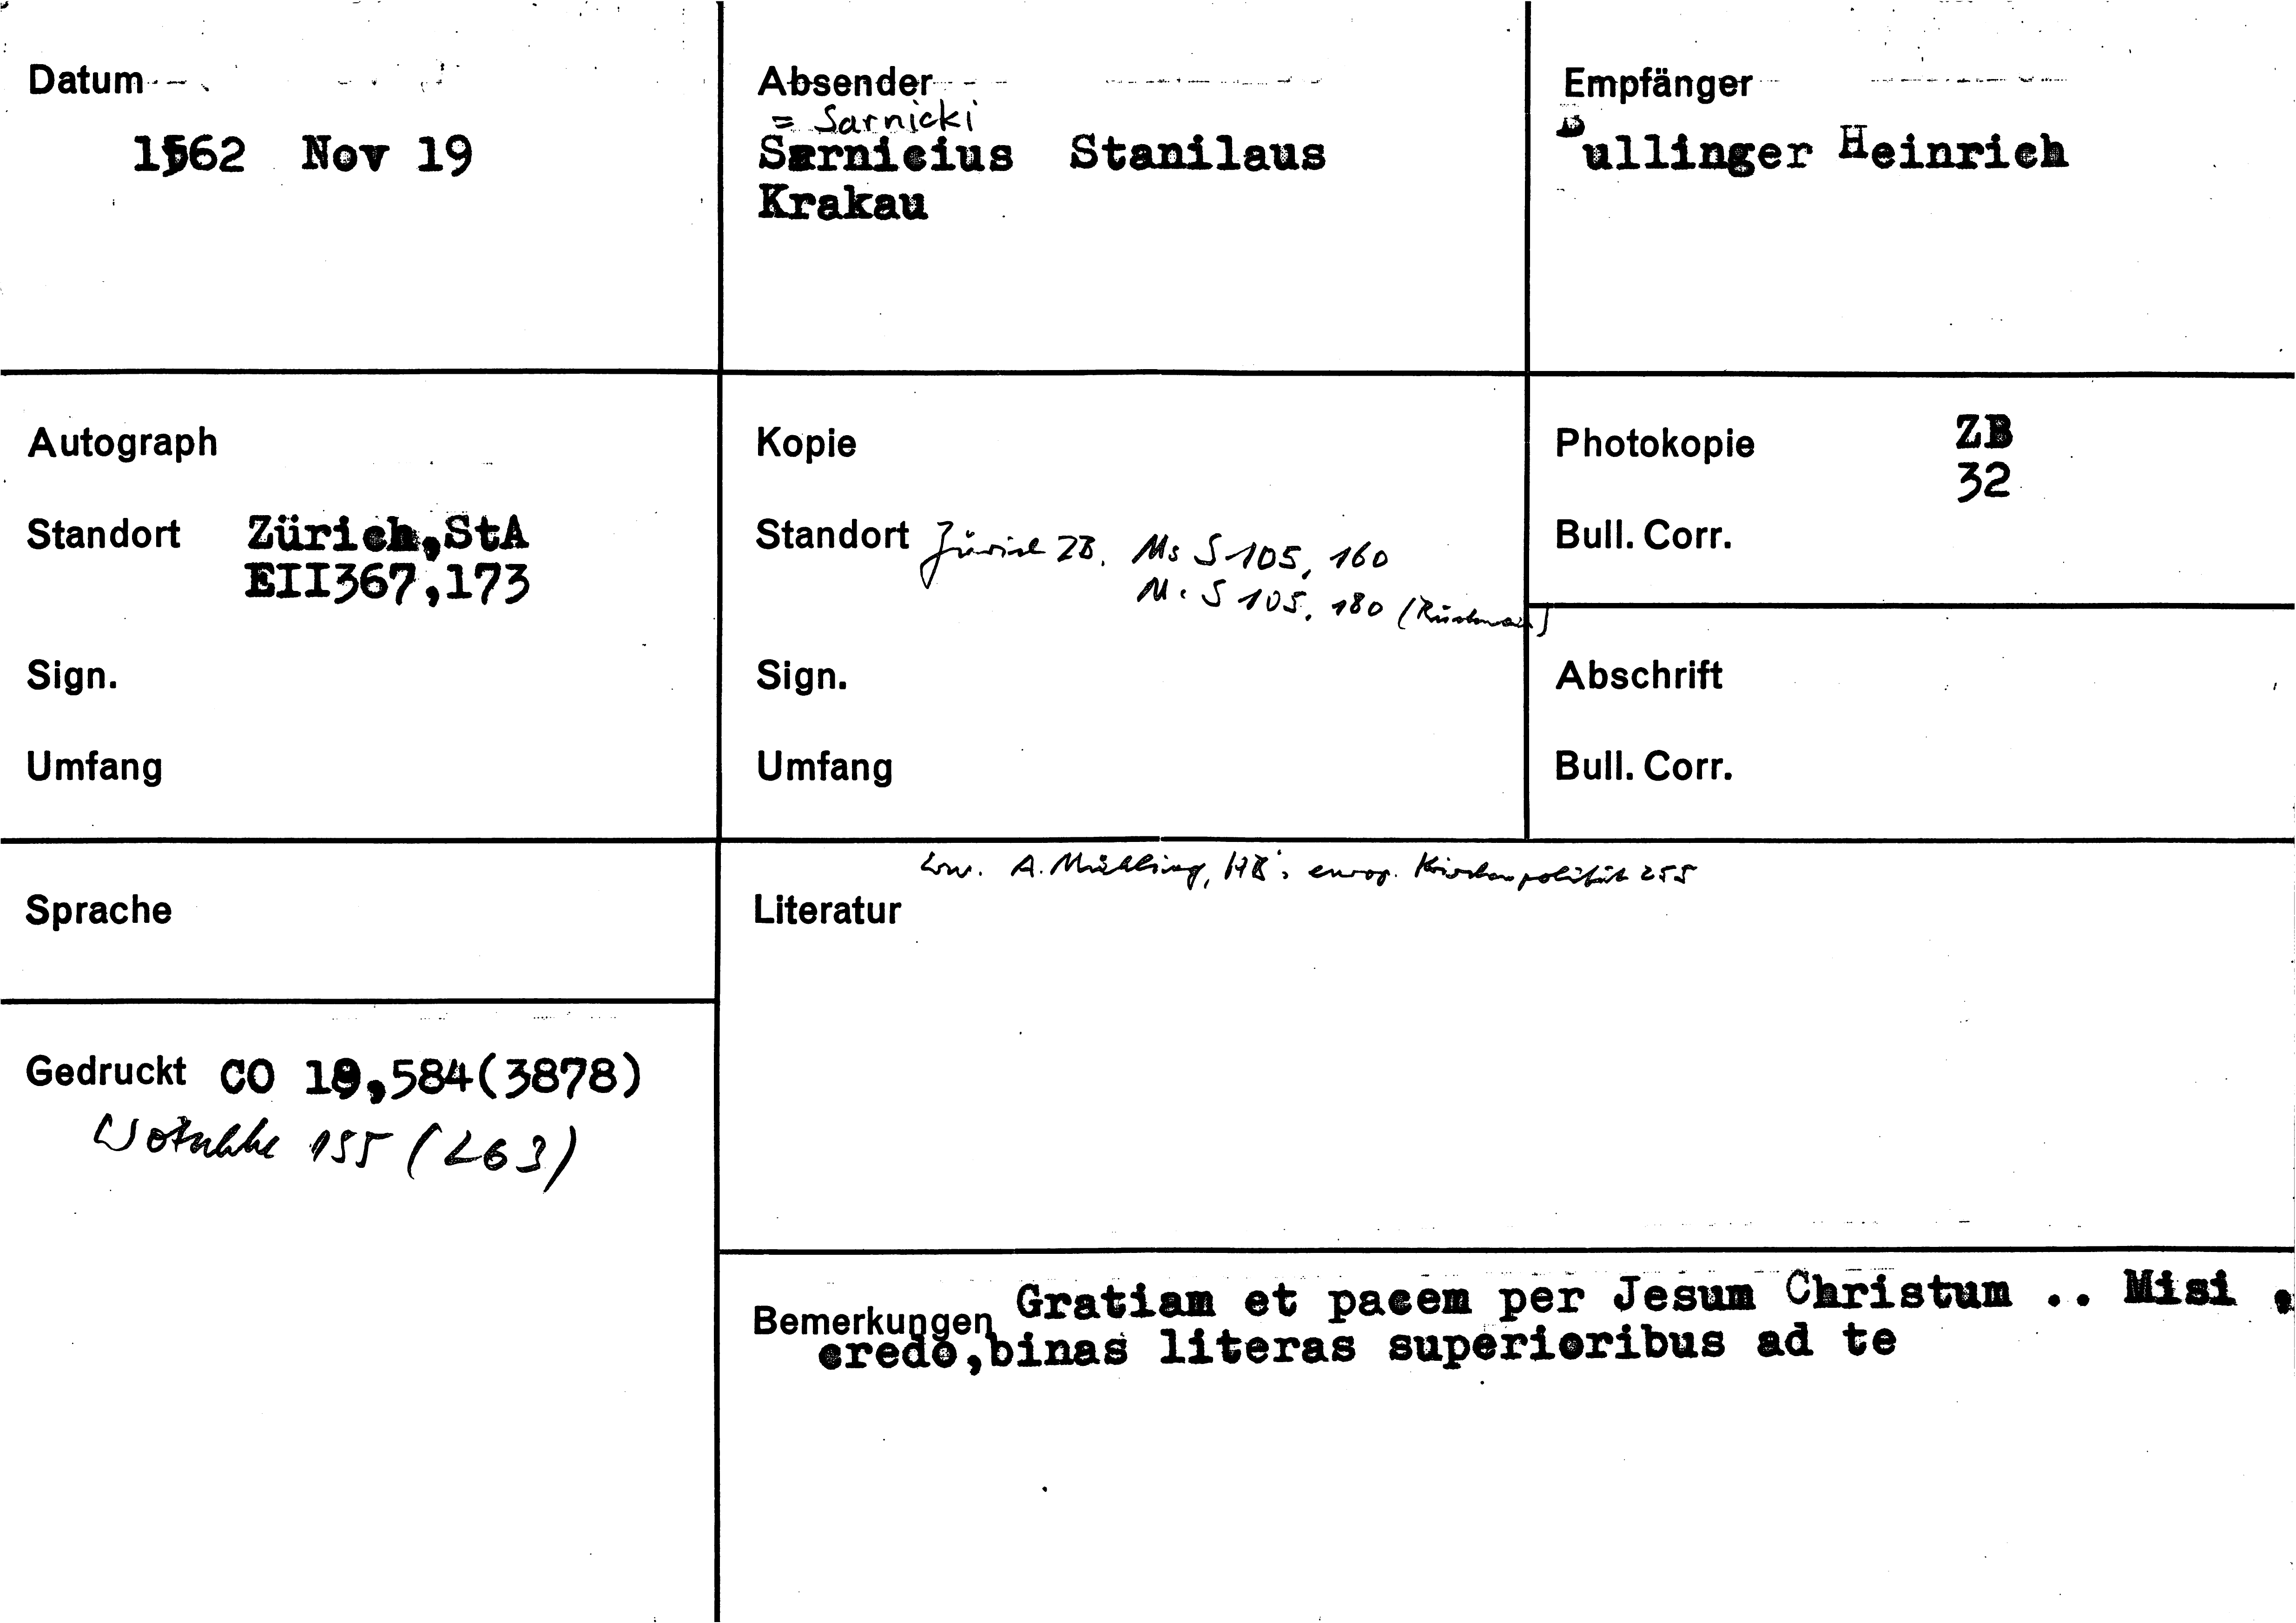 Datum
1562 Nov 19
Absender
= Sarnicki
Sarnicius Stanilaus
Krakau
Empfänger
Bullinger Heinrich
Autograph
Standort Zürich,StA
EII367,173
Sign.
Umfang
Kopie
Standort Zürich ZB. Ms S 105, 160
Ms S 105, 180
Sign.
Umfang
Photokopie ZB
32
Bull. Corr.
Abschrift
Bull. Corr.
Sprache
Erw. A. Mühling, HB's europ. Kirchenpolitik 255
Literatur
Gedruckt CO 19,584(3878)
Wotschke 155 (263)
Bemerkungen Gratiam et pacem per Jesum Christum .. Misi ,
credo,binas literas superioribus ad te